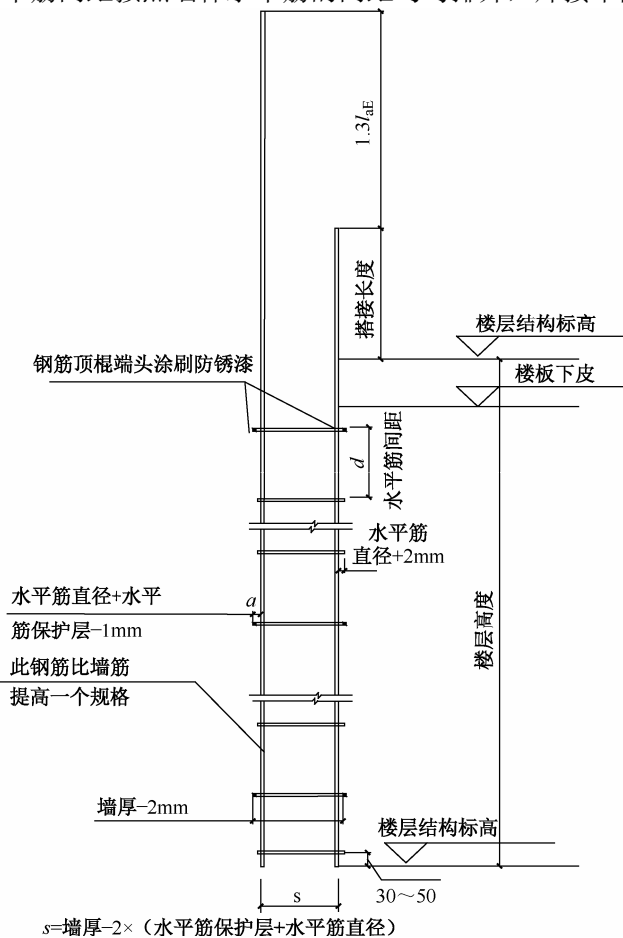 1.3laE
搭接长度
楼层结构标高
钢筋顶棍端头涂刷防锈漆
楼板下皮
d
水平筋间距
水平筋
直径+2mm
水平筋直径+水平
a
筋保护层−1mm
楼层高度
此钢筋比墙筋
提高一个规格
墙厚−2mm
楼层结构标高
s
30～50
s=墙厚−2×（水平筋保护层+水平筋直径）